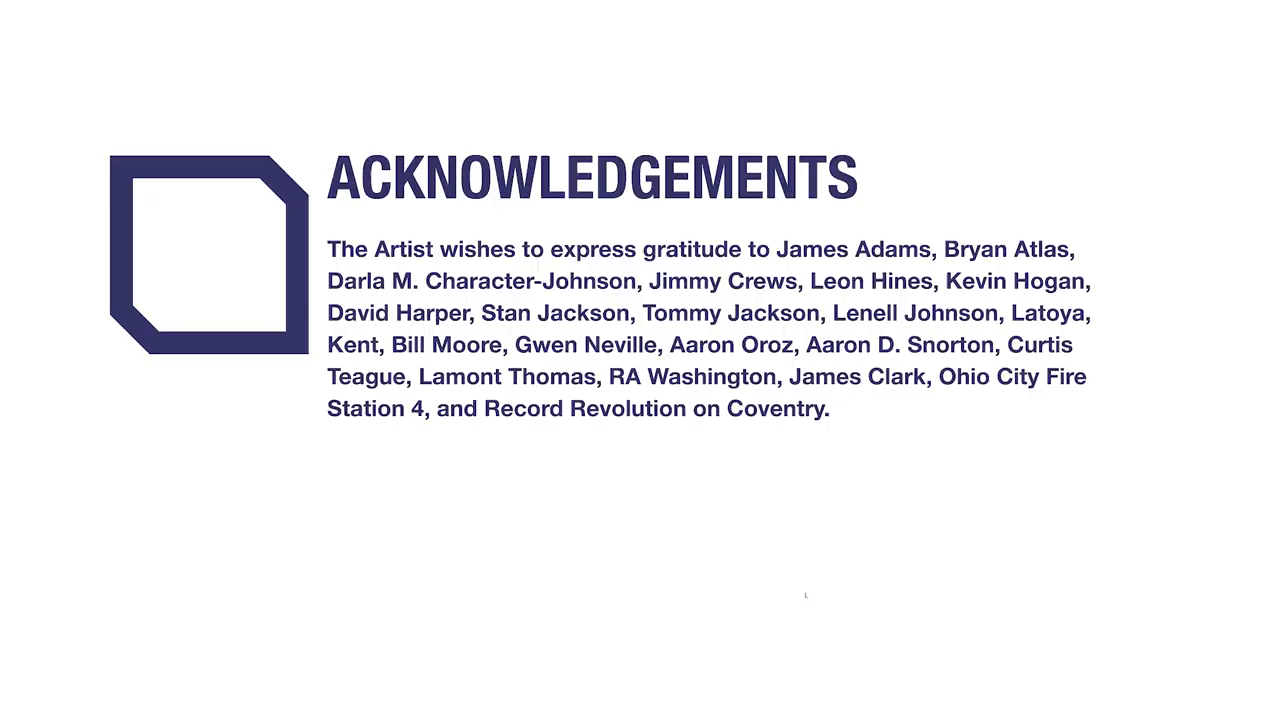 ACKNOWLEDGEMENTS
The Artist wishes to express gratitude to James Adams, Bryan Atlas,
Darla M. Character-Johnson, Jimmy Crews, Leon Hines, Kevin Hogan,
David Harper, Stan Jackson, Tommy Jackson, Lenell Johnson, Latoya,
Kent, Bill Moore, Gwen Neville, Aaron Oroz, Aaron D. Snorton, Curtis
Teague, Lamont Thomas, RA Washington, James Clark, Ohio City Fire
Station 4, and Record Revolution on Coventry.
L